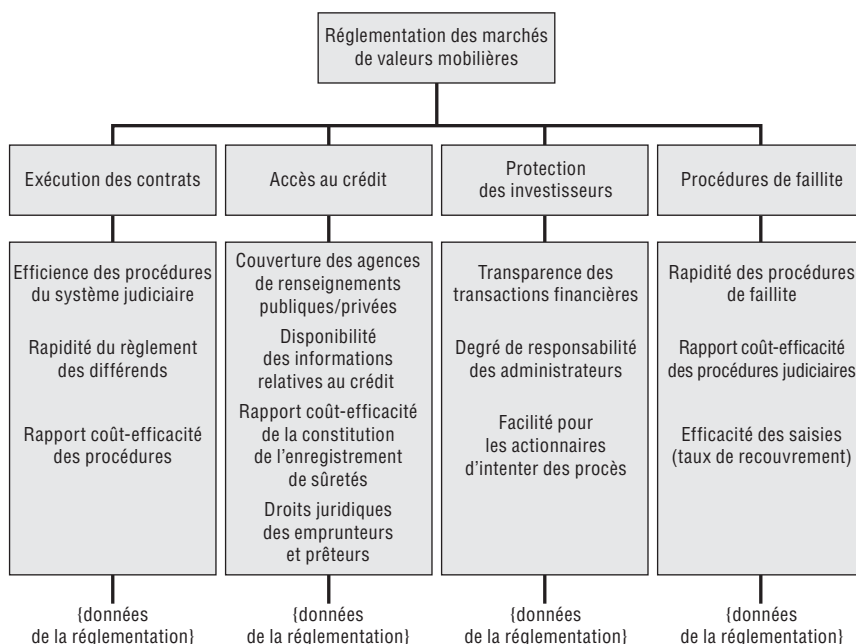 Réglementation des marchés
de valeurs mobilières
Exécution des contrats
Accès au crédit
Protection
des investisseurs
Procédures de faillite
Efficience des procédures
du système judiciaire
Rapidité du règlement
des différends
Rapport coût-efficacité
des procédures
Couverture des agences
de renseignements
publiques/privées
Disponibilité
des informations
relatives au crédit
Rapport coût-efficacité
de la constitution
de l'enregistrement
de sûretés
Droits juridiques
des emprunteurs
et prêteurs
Transparence des
transactions financières
Degré de responsabilité
des administrateurs
Facilité pour
les actionnaires
d'intenter des procès
Rapidité des procédures
de faillite
Rapport coût-efficacité
des procédures judiciaires
Efficacité des saisies
(taux de recouvrement)
{données
de la réglementation}
{données
de la réglementation}
{données
de la réglementation}
{données
de la réglementation}